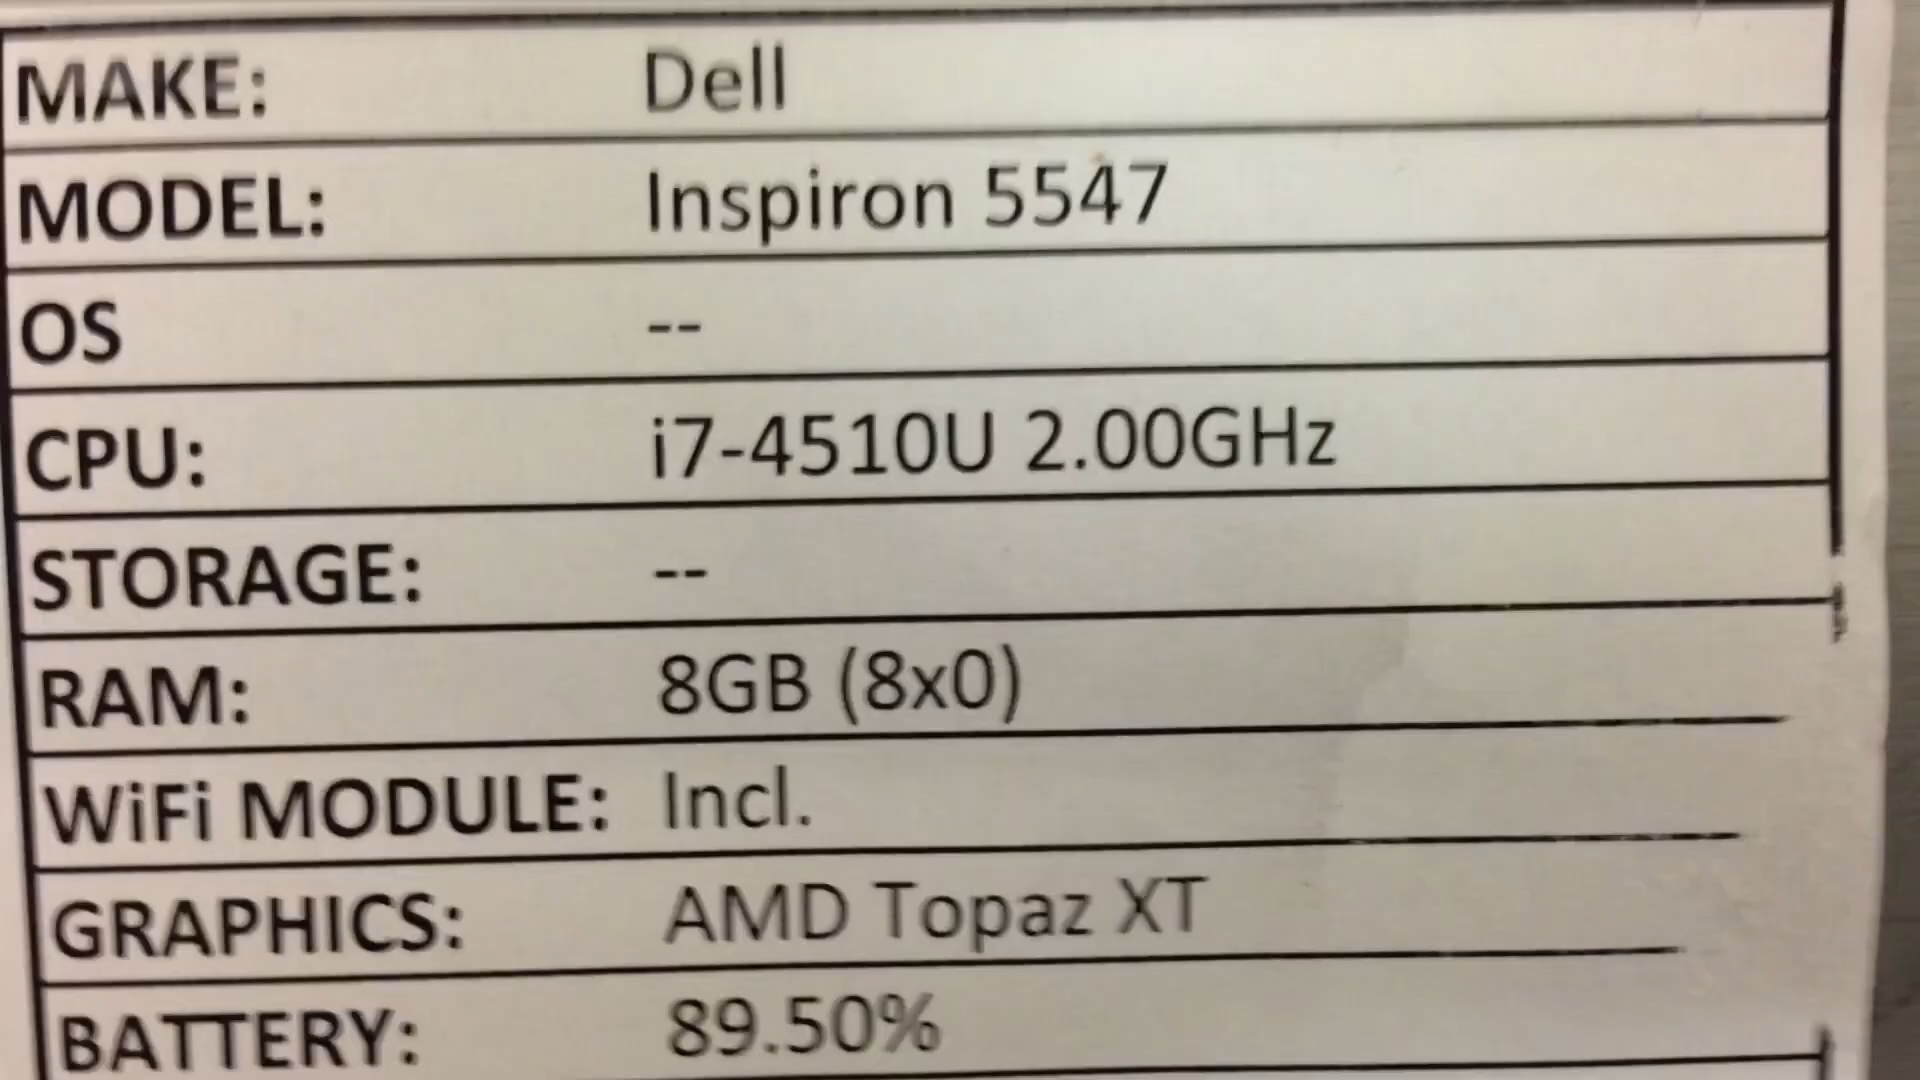 MAKE: Dell
MODEL: Inspiron 5547
OS --
CPU: i7-4510U 2.00GHz
STORAGE: --
RAM: 8GB (8x0)
WiFi MODULE: Incl.
GRAPHICS: AMD Topaz XT
BATTERY: 89.50%